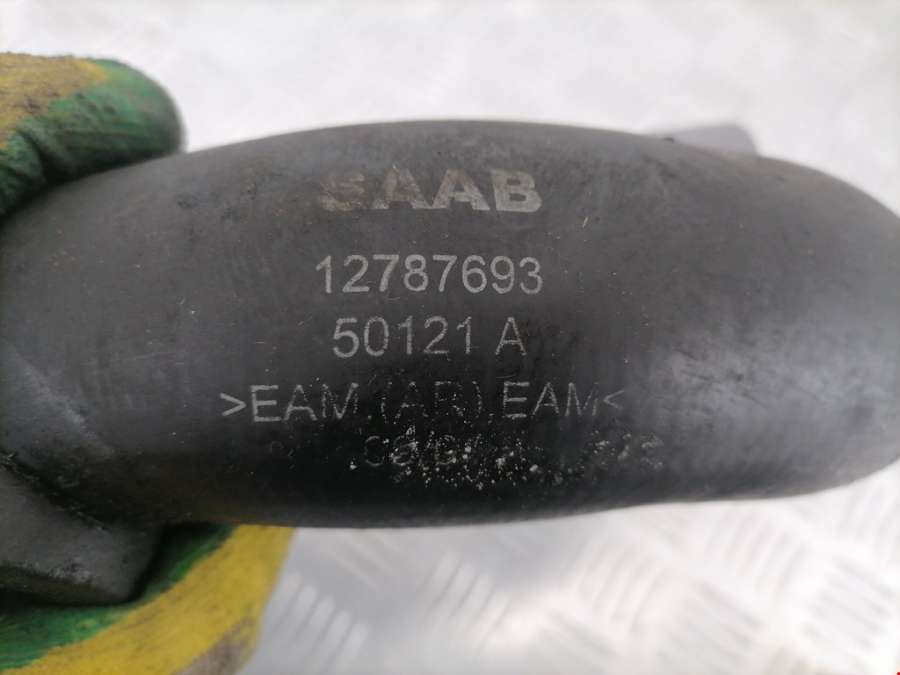 SAAB
12787693
50121 A
>EAM (AR) EAM<